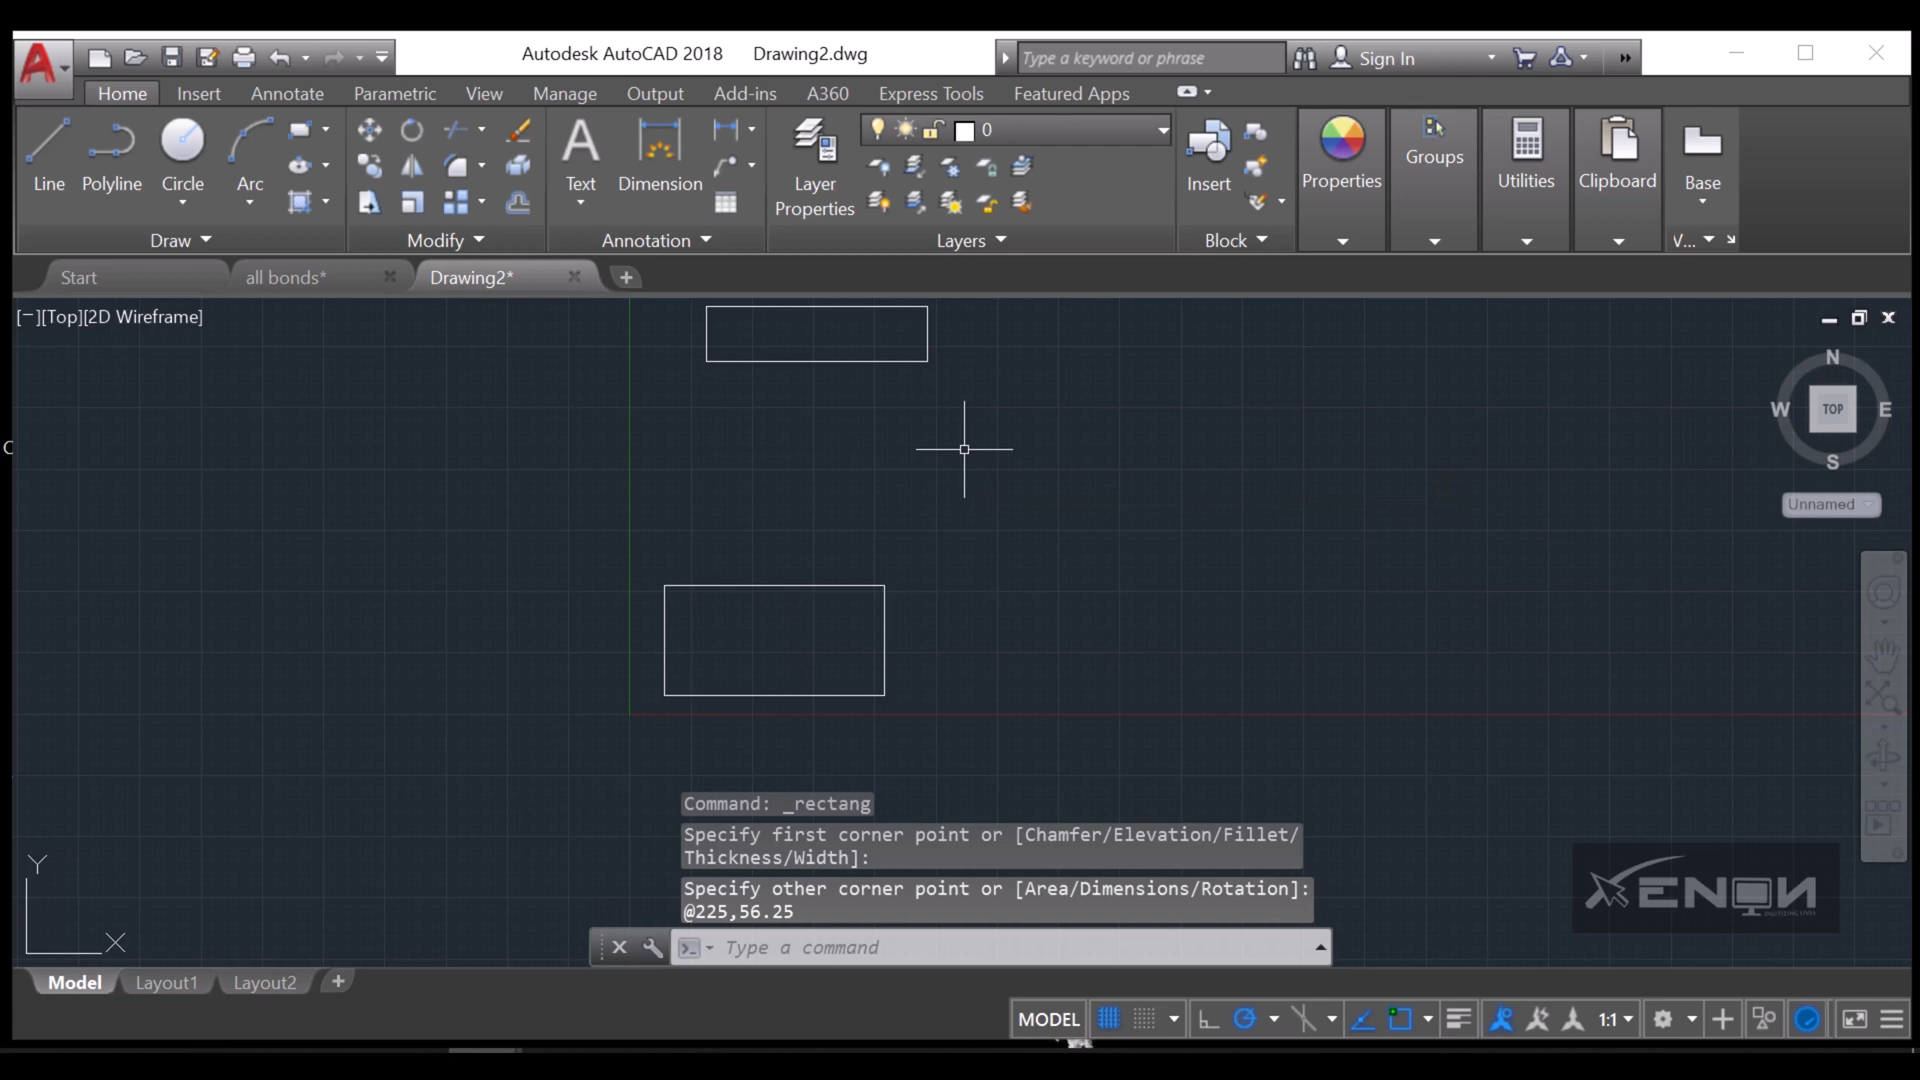 Autodesk AutoCAD 2018 Drawing2.dwg
Type a keyword or phrase
Sign In
Home Insert Annotate Parametric View Manage Output Add-ins A360 Express Tools Featured Apps
0
Line Polyline Circle Arc
Text Dimension
Layer
Properties
Insert
Properties
Groups
Utilities
Clipboard
Base
Draw Modify Annotation Layers Block V...
Start all bonds* Drawing2*
[−][Top][2D Wireframe]
N
W TOP E
S
Unnamed
C
Command: _rectang
Specify first corner point or [Chamfer/Elevation/Fillet/
Thickness/Width]:
Specify other corner point or [Area/Dimensions/Rotation]:
@225,56.25
Type a command
Y
X
XENON
DIGITIZING LIVES
Model Layout1 Layout2
MODEL 1:1